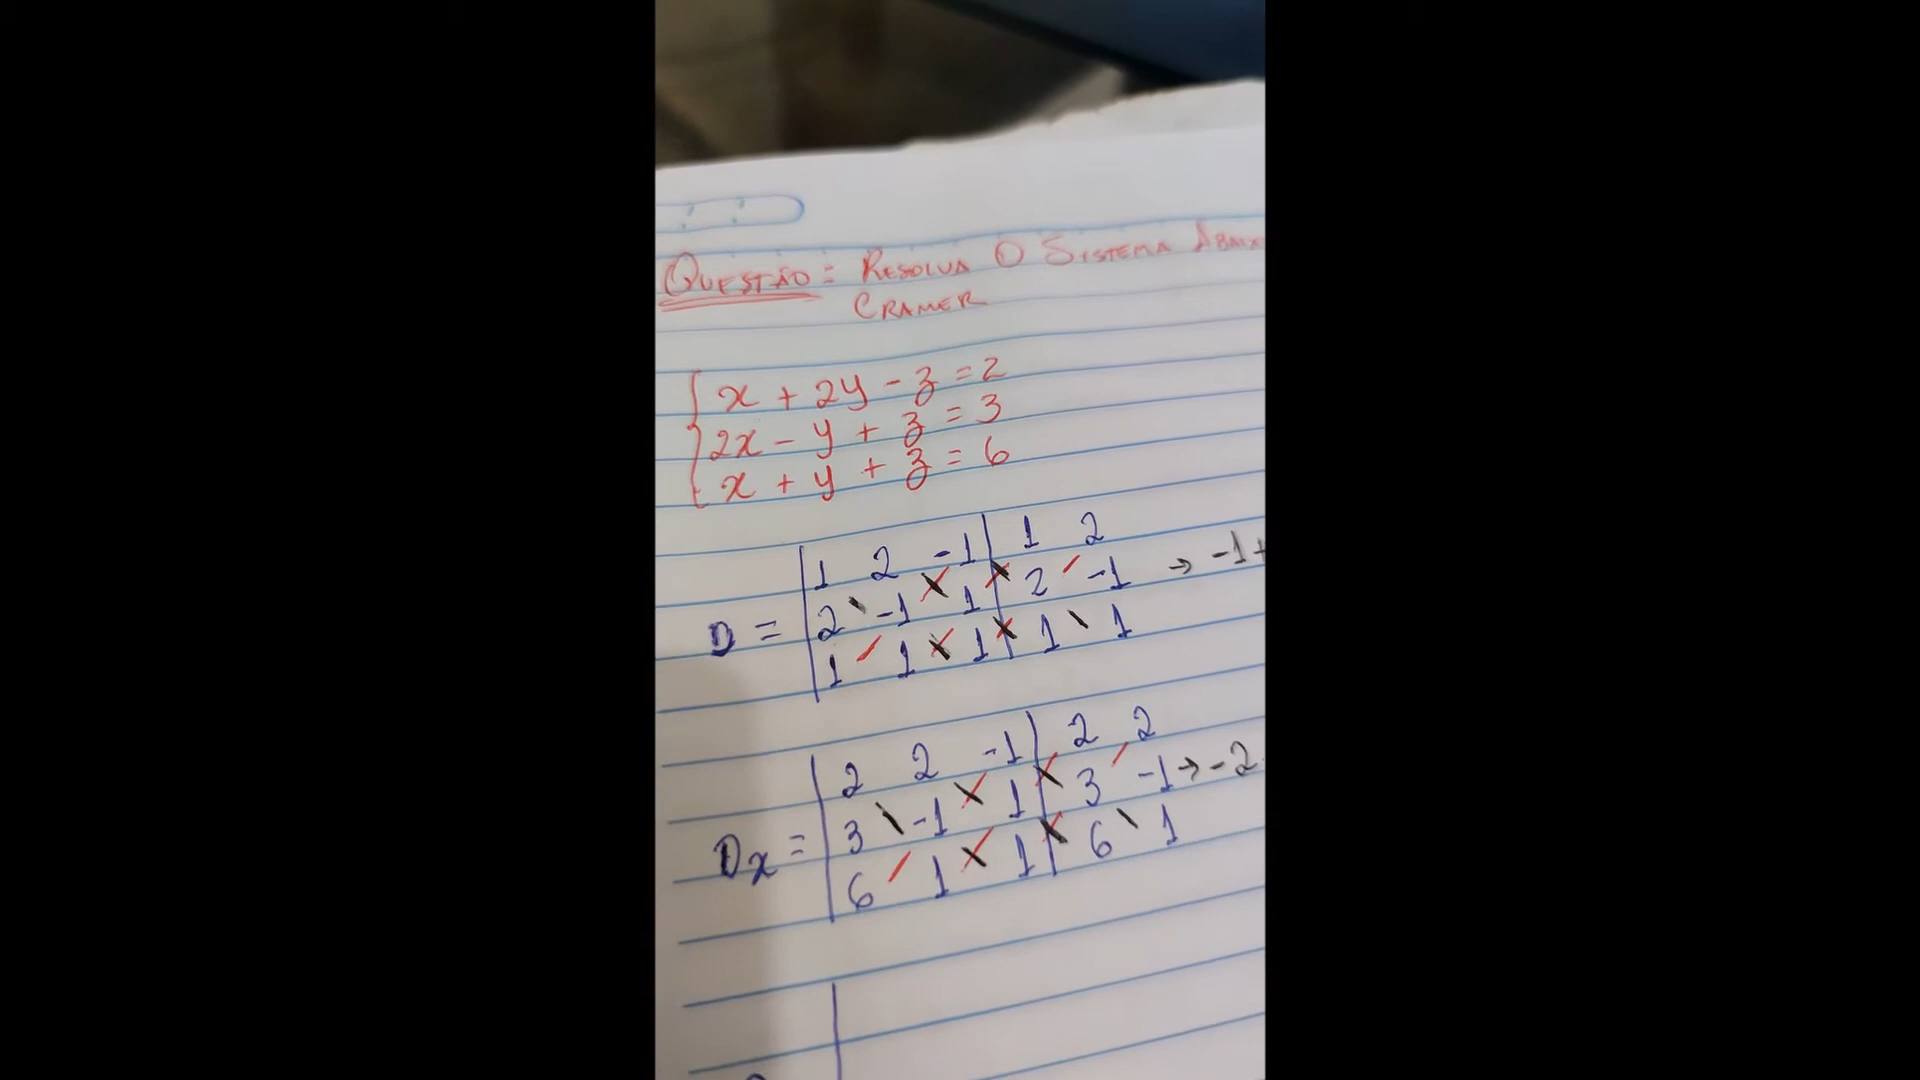 QUESTÃO: RESOLVA O SISTEMA
CRAMER
x + 2y - z = 2
2x - y + z = 3
x + y + z = 6
1 2 -1 | 1 2
D = 2 -1 1 | 2 -1 → -1+
1 1 1 | 1 1
2 2 -1 | 2 2
Dx = 3 -1 1 | 3 -1 → -2
6 1 1 | 6 1